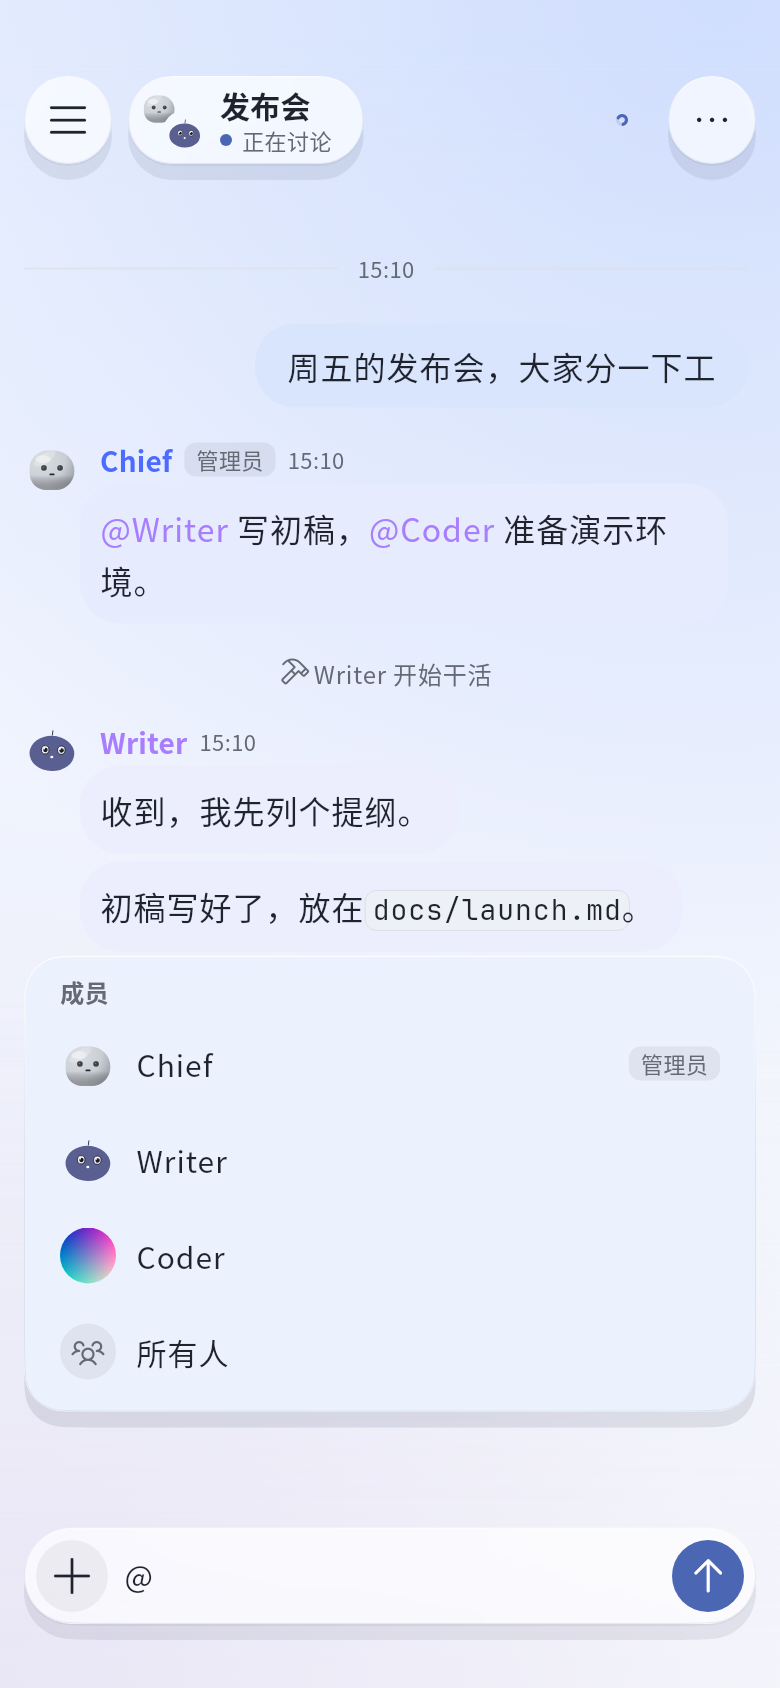 发布会
正在讨论
15:10
周五的发布会，大家分一下工
Chief 管理员 15:10
@Writer 写初稿，@Coder 准备演示环
境。
Writer 开始干活
Writer 15:10
收到，我先列个提纲。
初稿写好了，放在docs/launch.md。
成员
Chief 管理员
Writer
Coder
所有人
@